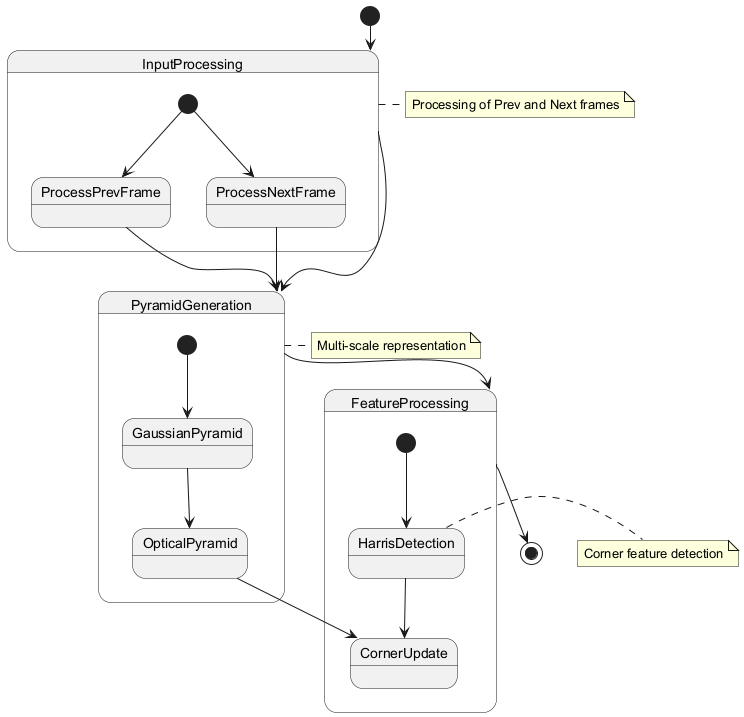 InputProcessing
Processing of Prev and Next frames
ProcessPrevFrame
ProcessNextFrame
PyramidGeneration
Multi-scale representation
FeatureProcessing
GaussianPyramid
OpticalPyramid
HarrisDetection
Corner feature detection
CornerUpdate